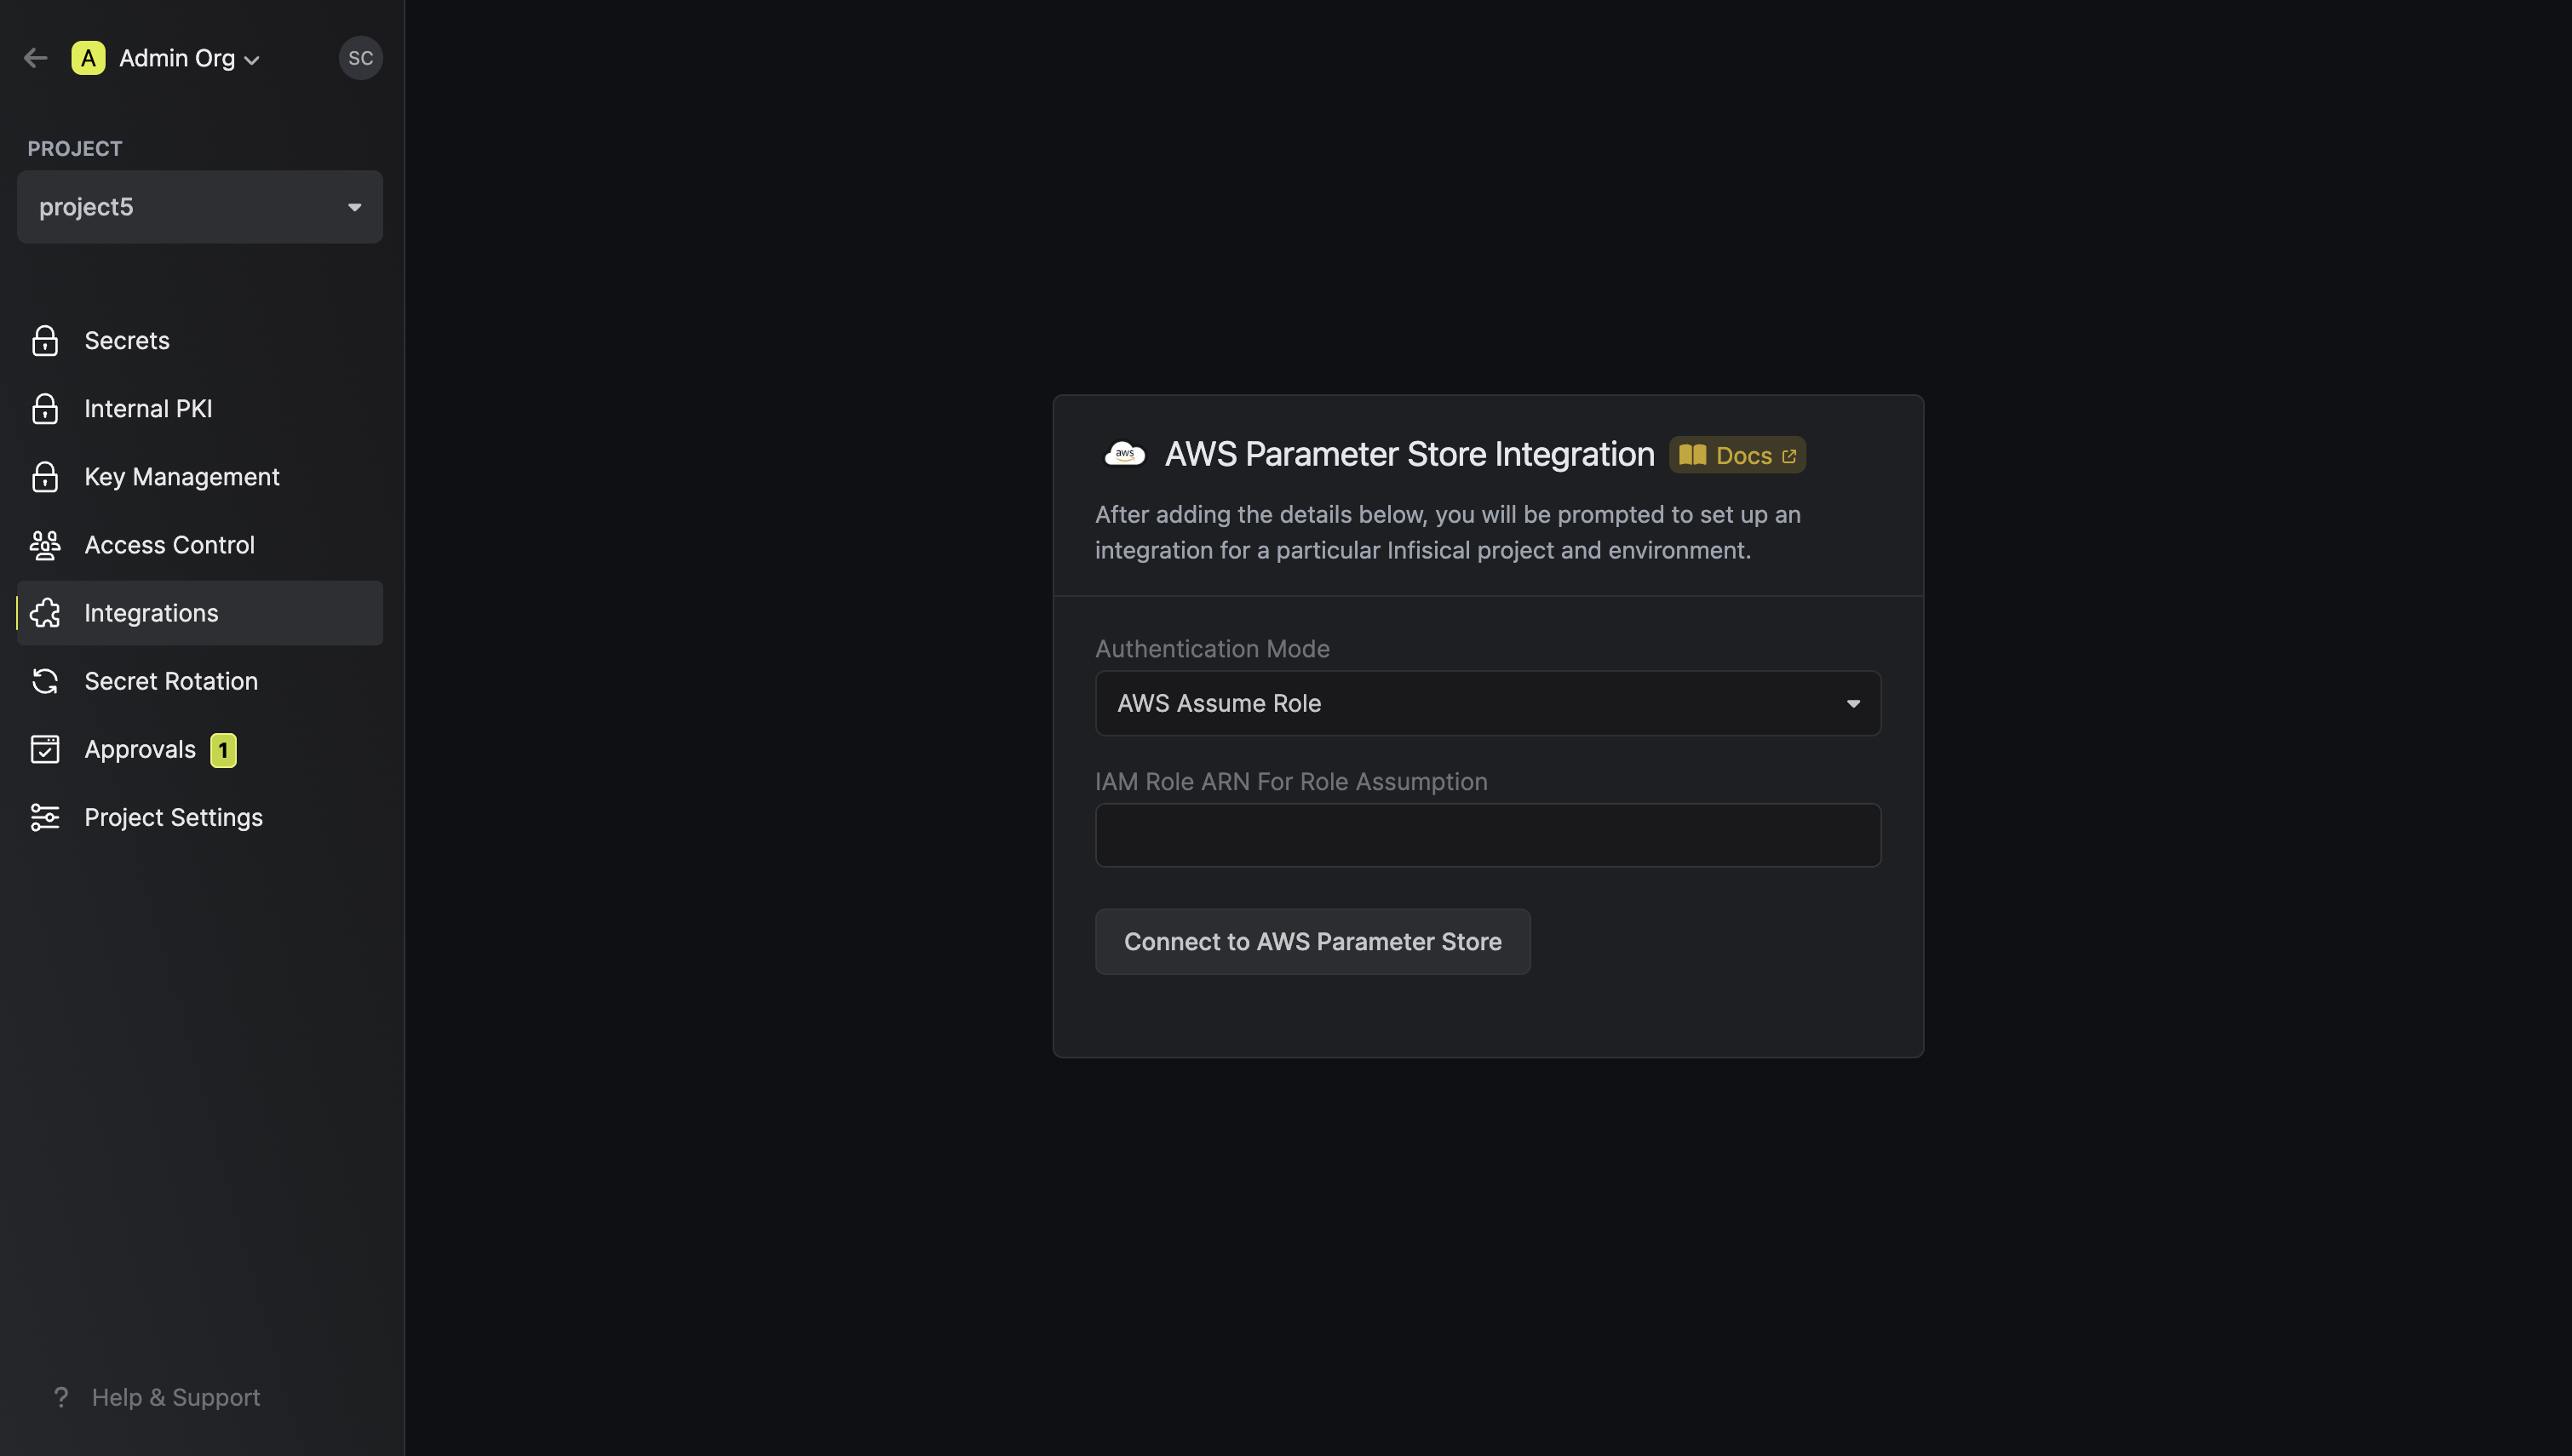 A
Admin Org
SC
PROJECT
project5
Secrets
Internal PKI
Key Management
Access Control
Integrations
Secret Rotation
Approvals 1
Project Settings
? Help & Support
aws
AWS Parameter Store Integration
Docs
After adding the details below, you will be prompted to set up an
integration for a particular Infisical project and environment.
Authentication Mode
AWS Assume Role
IAM Role ARN For Role Assumption
Connect to AWS Parameter Store